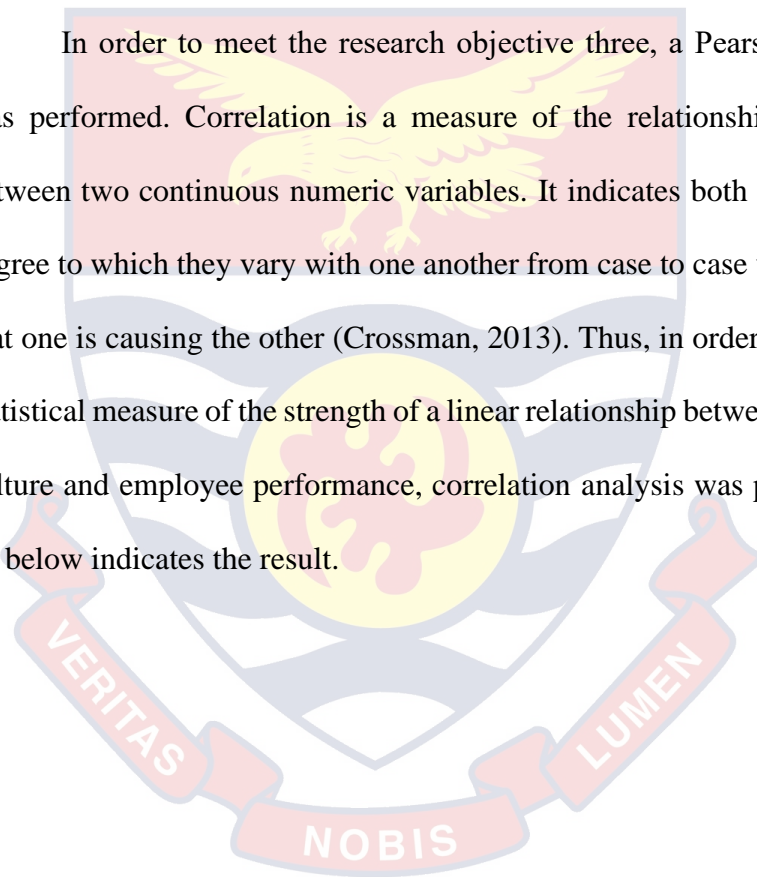 In order to meet the research objective three, a Pears
as performed. Correlation is a measure of the relationshi
tween two continuous numeric variables. It indicates both
gree to which they vary with one another from case to case
at one is causing the other (Crossman, 2013). Thus, in order
tistical measure of the strength of a linear relationship betwe
lture and employee performance, correlation analysis was p
below indicates the result.
VERITAS
NOBIS
LUMEN